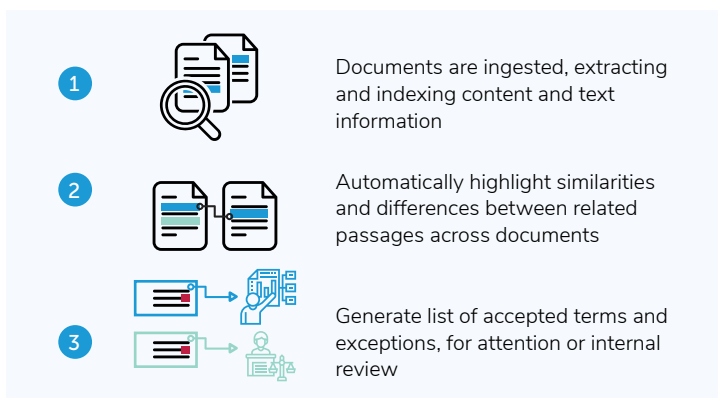 1
Documents are ingested, extracting
and indexing content and text
information
2
Automatically highlight similarities
and differences between related
passages across documents
3
Generate list of accepted terms and
exceptions, for attention or internal
review